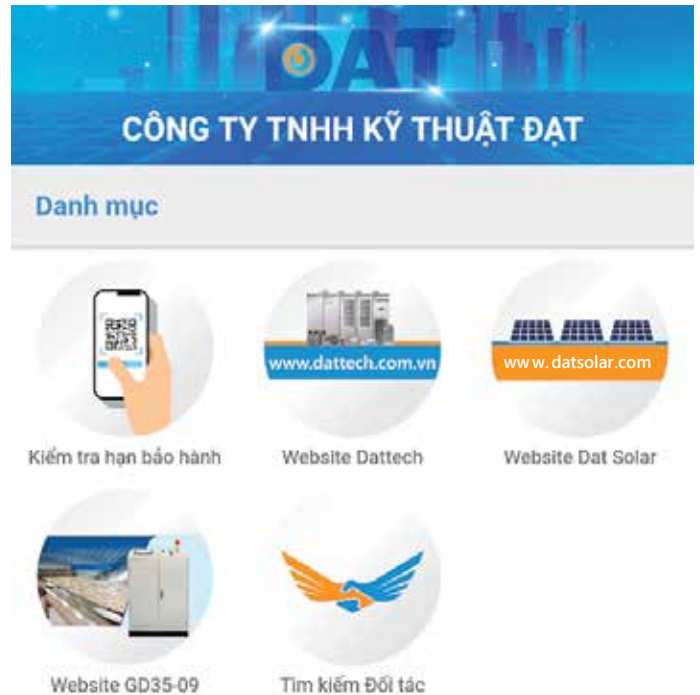 DAT
CÔNG TY TNHH KỸ THUẬT ĐẠT
Danh mục
www.dattech.com.vn
www.datsolar.com
Kiểm tra hạn bảo hành
Website Dattech
Website Dat Solar
Website GD35-09
Tìm kiếm Đối tác